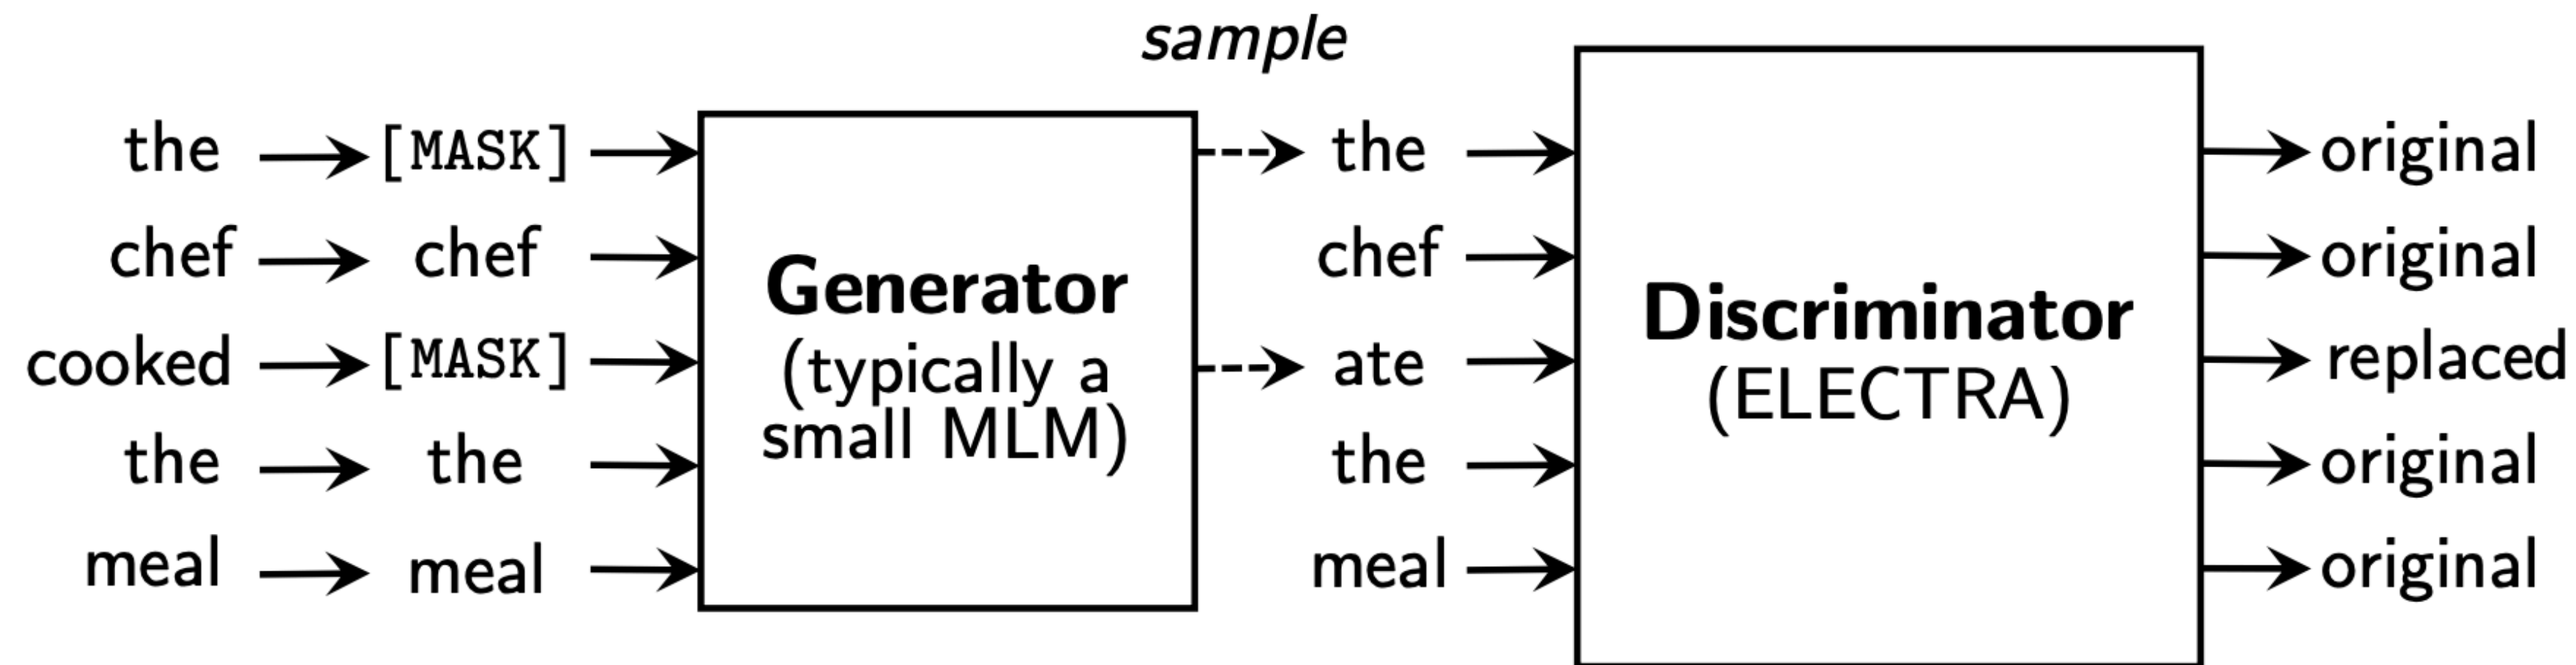 sample
the [MASK] the original
chef chef chef original
Generator
(typically a
small MLM)
Discriminator
(ELECTRA)
cooked [MASK] ate replaced
the the the original
meal meal meal original